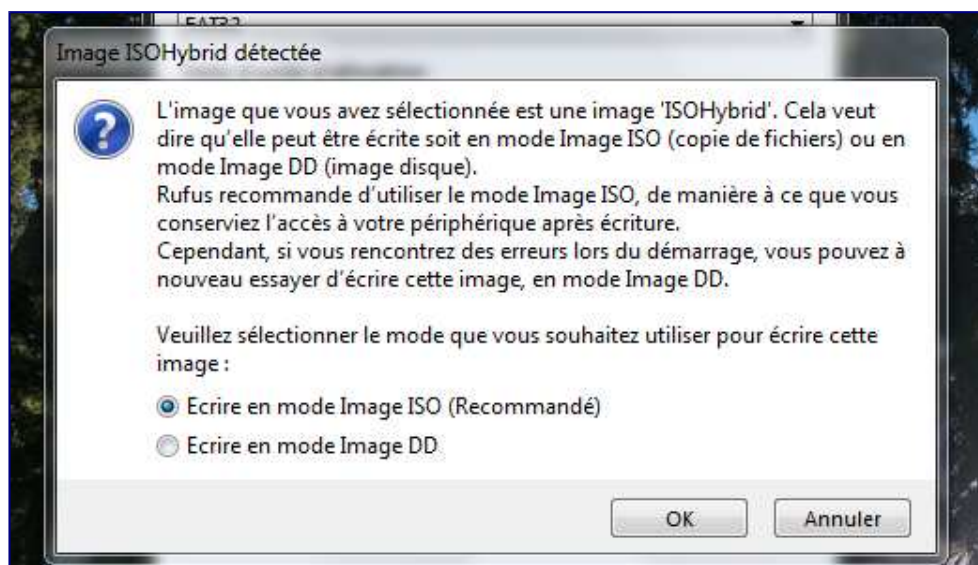 FAT32
Image ISOHybrid détectée
L'image que vous avez sélectionnée est une image 'ISOHybrid'. Cela veut
dire qu'elle peut être écrite soit en mode Image ISO (copie de fichiers) ou en
mode Image DD (image disque).
Rufus recommande d'utiliser le mode Image ISO, de manière à ce que vous
conserviez l'accès à votre périphérique après écriture.
Cependant, si vous rencontrez des erreurs lors du démarrage, vous pouvez à
nouveau essayer d'écrire cette image, en mode Image DD.
Veuillez sélectionner le mode que vous souhaitez utiliser pour écrire cette
image :
Ecrire en mode Image ISO (Recommandé)
Ecrire en mode Image DD
OK
Annuler